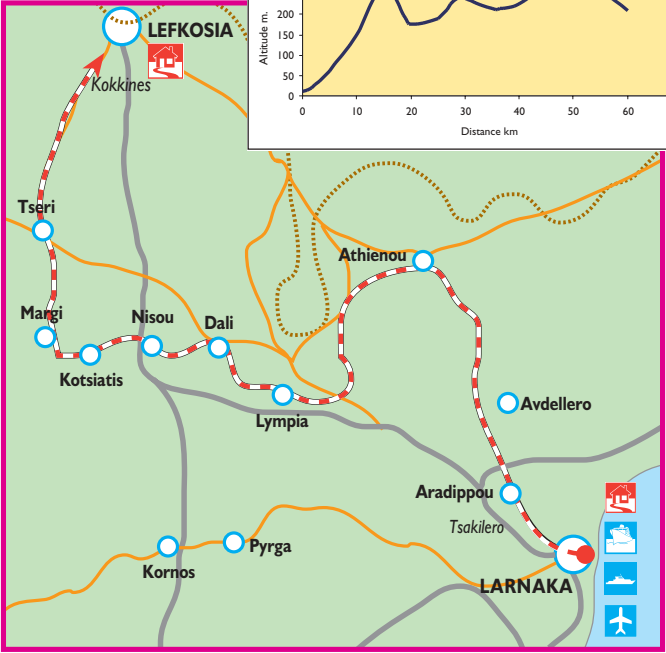 Altitude m.
200
150
100
50
0
0 10 20 30 40 50 60
Distance km
LEFKOSIA
Kokkines
Tseri
Athienou
Margi
Nisou
Dali
Kotsiatis
Lympia
Avdellero
Aradippou
Tsakilero
Pyrga
Kornos
LARNAKA